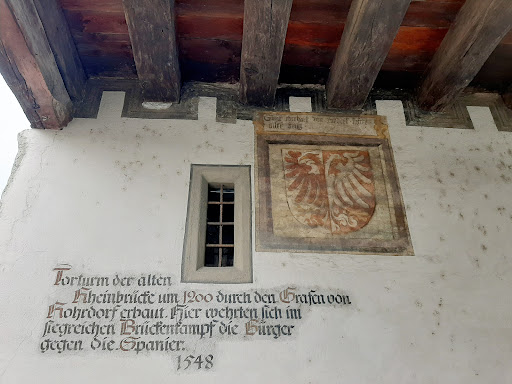 Torturm der alten
Rheinbrücke um 1200 durch den Grafen von
Rohrdorf erbaut. Hier wehrten sich im
siegreichen Brückenkampf die Bürger
gegen die Spanier.
1548